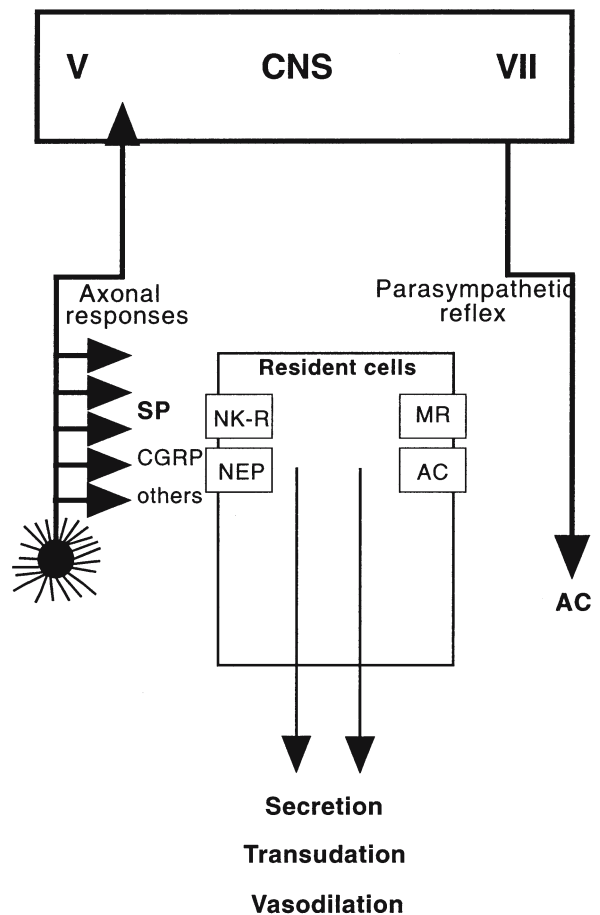 V CNS VII
Axonal
responses
Parasympathetic
reflex
Resident cells
SP
CGRP
others
NK-R
NEP
MR
AC
AC
Secretion
Transudation
Vasodilation